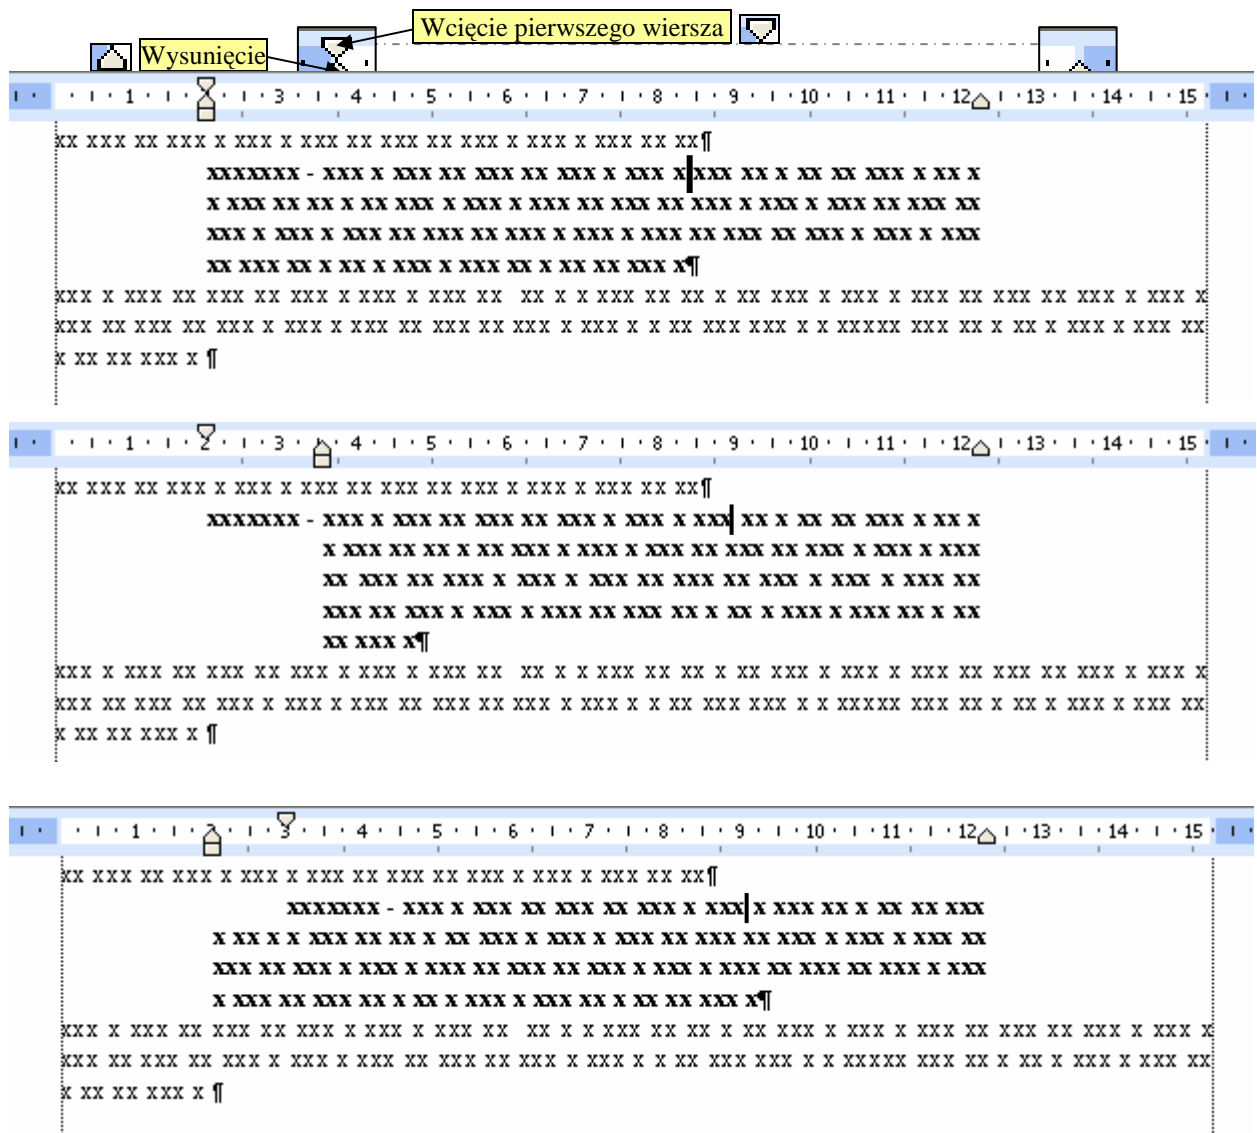 Wcięcie pierwszego wiersza
Wysunięcie
1 3 4 5 6 7 8 9 10 11 12 13 14 15
xx xxx xx xxx x xxx x xxx xx xxx xx xxx x xxx x xxx xx xx¶
xxxxxxx - xxx x xxx xx xxx xx xxx x xxx x xxx xx x xx xx xxx x xx x
x xxx xx xx x xx xxx x xxx x xxx xx xxx xx xxx x xxx x xxx xx xxx xx
xxx x xxx x xxx xx xxx xx xxx x xxx x xxx xx xxx xx xxx x xxx x xxx
xx xxx xx x xx x xxx x xxx xx x xx xx xxx x¶
xxx x xxx xx xxx xx xxx x xxx x xxx xx xx x x xxx xx xx x xx xxx x xxx x xxx xx xxx xx xxx x xxx x
xxx xx xxx xx xxx x xxx x xxx xx xxx xx xxx x xxx x x xx xxx xxx x x xxxxx xxx xx x xx x xxx x xxx xx
x xx xx xxx x ¶
1 2 3 4 5 6 7 8 9 10 11 12 13 14 15
xx xxx xx xxx x xxx x xxx xx xxx xx xxx x xxx x xxx xx xx¶
xxxxxxx - xxx x xxx xx xxx xx xxx x xxx x xxx xx x xx xx xxx x xx x
x xxx xx xx x xx xxx x xxx x xxx xx xxx xx xxx x xxx x xxx
xx xxx xx xxx x xxx x xxx xx xxx xx xxx x xxx x xxx xx
xxx xx xxx x xxx x xxx xx xxx xx x xx x xxx x xxx xx x xx
xx xxx x¶
xxx x xxx xx xxx xx xxx x xxx x xxx xx xx x x xxx xx xx x xx xxx x xxx x xxx xx xxx xx xxx x xxx x
xxx xx xxx xx xxx x xxx x xxx xx xxx xx xxx x xxx x x xx xxx xxx x x xxxxx xxx xx x xx x xxx x xxx xx
x xx xx xxx x ¶
1 2 3 4 5 6 7 8 9 10 11 12 13 14 15
xx xxx xx xxx x xxx x xxx xx xxx xx xxx x xxx x xxx xx xx¶
xxxxxxx - xxx x xxx xx xxx xx xxx x xxx x xxx xx x xx xx xxx
x xx x x xxx xx xx x xx xxx x xxx x xxx xx xxx xx xxx x xxx x xxx xx
xxx xx xxx x xxx x xxx xx xxx xx xxx x xxx x xxx xx xxx xx xxx x xxx
x xxx xx xxx xx x xx x xxx x xxx xx x xx xx xxx x¶
xxx x xxx xx xxx xx xxx x xxx x xxx xx xx x x xxx xx xx x xx xxx x xxx x xxx xx xxx xx xxx x xxx x
xxx xx xxx xx xxx x xxx x xxx xx xxx xx xxx x xxx x x xx xxx xxx x x xxxxx xxx xx x xx x xxx x xxx xx
x xx xx xxx x ¶